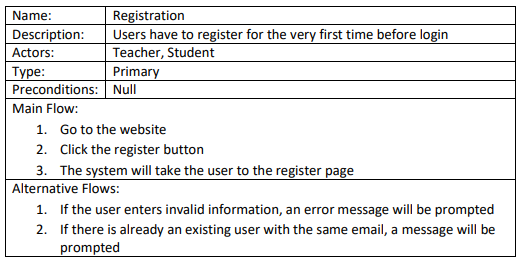 Name: Registration
Description: Users have to register for the very first time before login
Actors: Teacher, Student
Type: Primary
Preconditions: Null
Main Flow:
1. Go to the website
2. Click the register button
3. The system will take the user to the register page
Alternative Flows:
1. If the user enters invalid information, an error message will be prompted
2. If there is already an existing user with the same email, a message will be
prompted